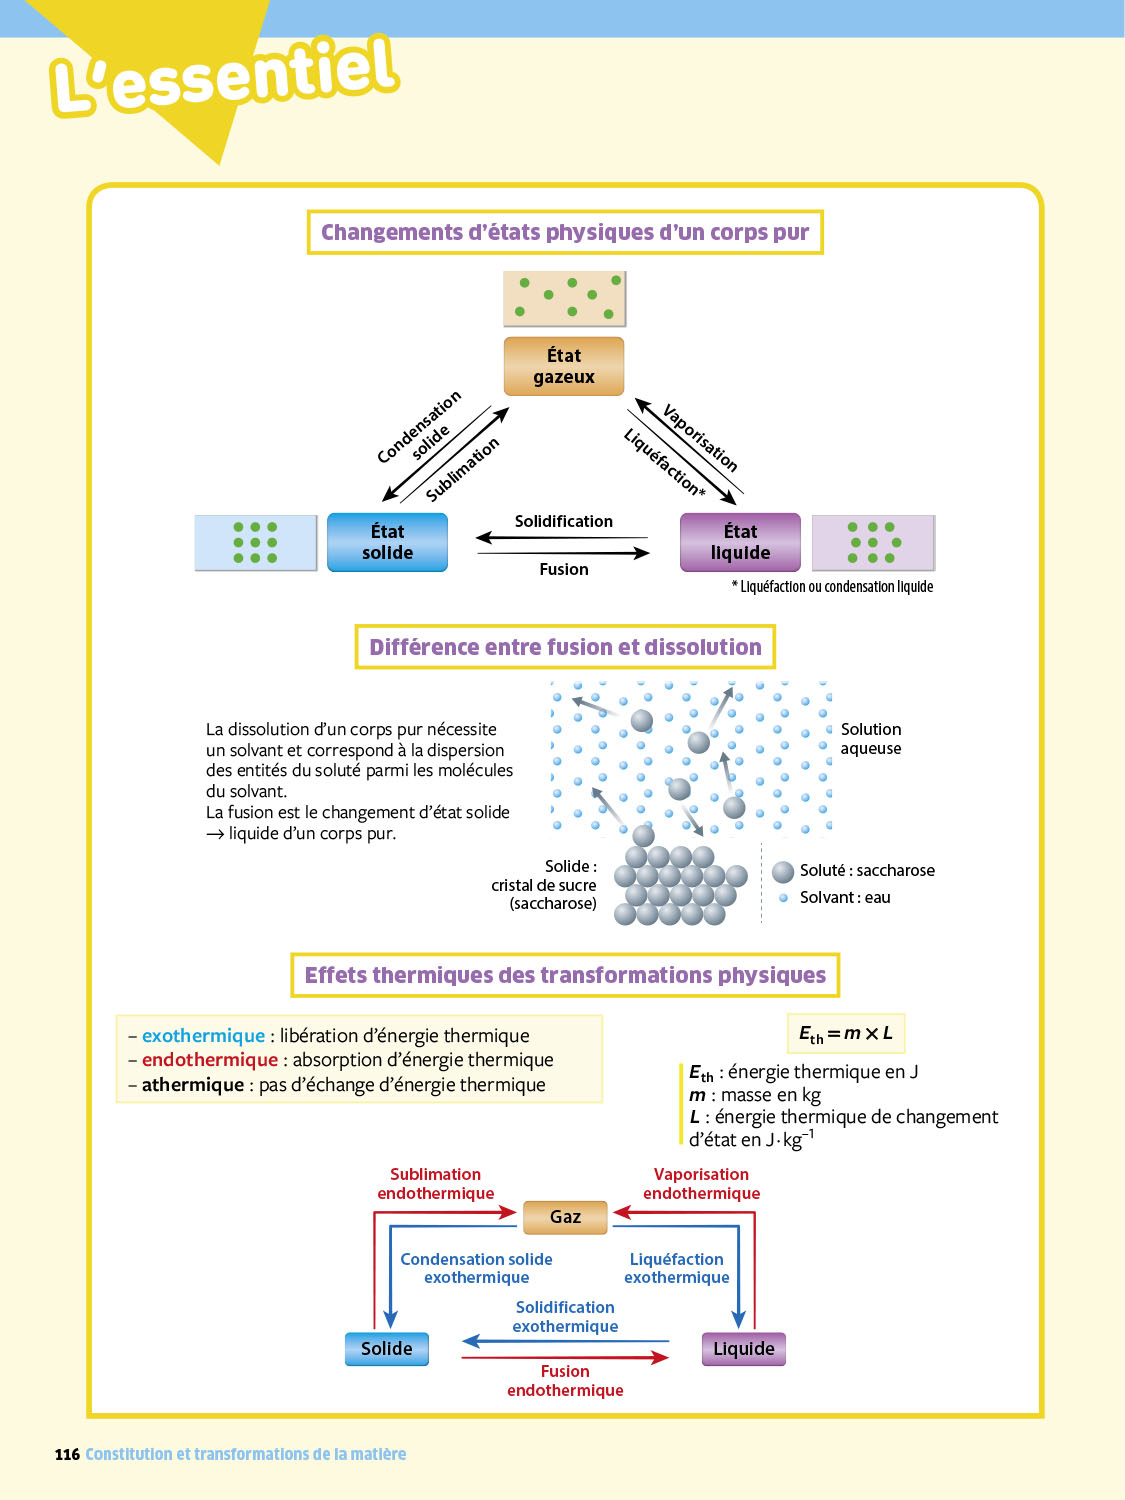 L'essentiel
Changements d'états physiques d'un corps pur
État
gazeux
Condensation
solide
Sublimation
Vaporisation
Liquéfaction*
État
solide
Solidification
Fusion
État
liquide
* Liquéfaction ou condensation liquide
Différence entre fusion et dissolution
La dissolution d'un corps pur nécessite
un solvant et correspond à la dispersion
des entités du soluté parmi les molécules
du solvant.
La fusion est le changement d'état solide
→ liquide d'un corps pur.
Solution
aqueuse
Solide :
cristal de sucre
(saccharose)
Soluté : saccharose
Solvant : eau
Effets thermiques des transformations physiques
– exothermique : libération d'énergie thermique
– endothermique : absorption d'énergie thermique
– athermique : pas d'échange d'énergie thermique
Eth = m × L
Eth : énergie thermique en J
m : masse en kg
L : énergie thermique de changement
d'état en J·kg⁻¹
Sublimation
endothermique
Vaporisation
endothermique
Gaz
Condensation solide
exothermique
Liquéfaction
exothermique
Solidification
exothermique
Solide
Liquide
Fusion
endothermique
116 Constitution et transformations de la matière